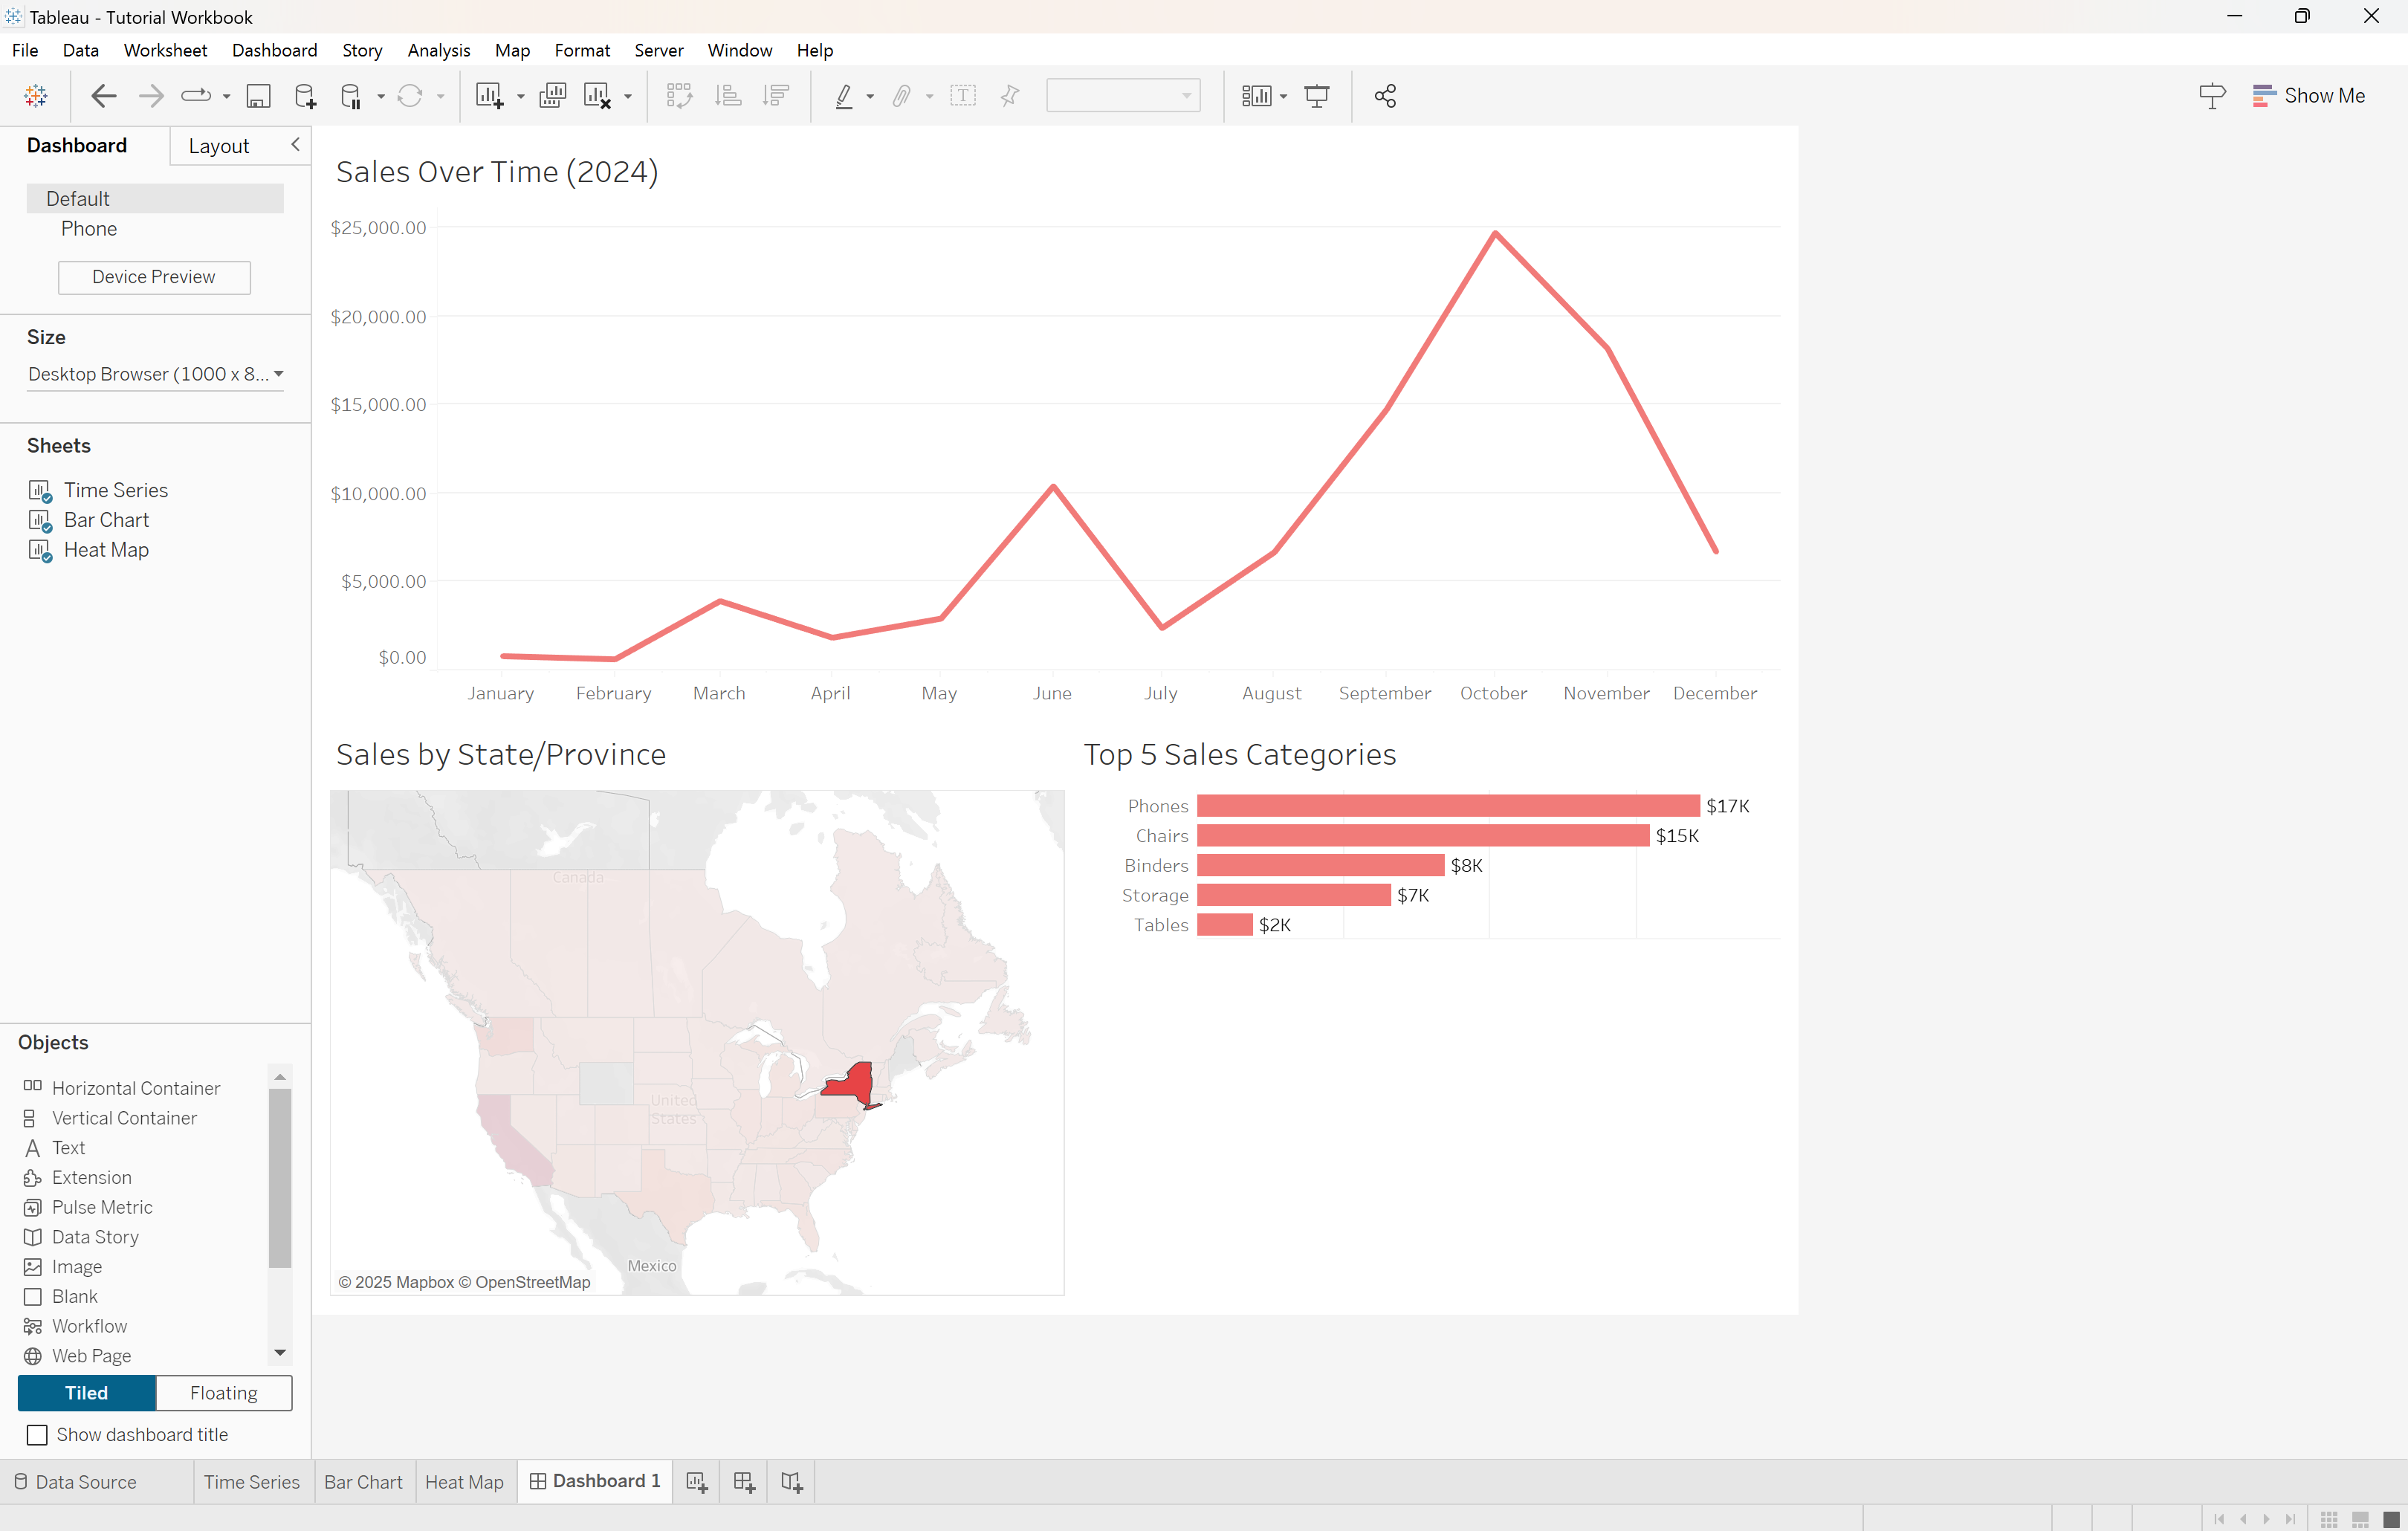 Tableau - Tutorial Workbook
File Data Worksheet Dashboard Story Analysis Map Format Server Window Help
Show Me
Dashboard Layout
Default
Phone
Device Preview
Size
Desktop Browser (1000 x 8...
Sheets
Time Series
Bar Chart
Heat Map
Objects
Horizontal Container
Vertical Container
Text
Extension
Pulse Metric
Data Story
Image
Blank
Workflow
Web Page
Tiled Floating
Show dashboard title
Sales Over Time (2024)
$25,000.00
$20,000.00
$15,000.00
$10,000.00
$5,000.00
$0.00
January February March April May June July August September October November December
Sales by State/Province
Canada
United
States
Mexico
© 2025 Mapbox © OpenStreetMap
Top 5 Sales Categories
Phones $17K
Chairs $15K
Binders $8K
Storage $7K
Tables $2K
Data Source Time Series Bar Chart Heat Map Dashboard 1